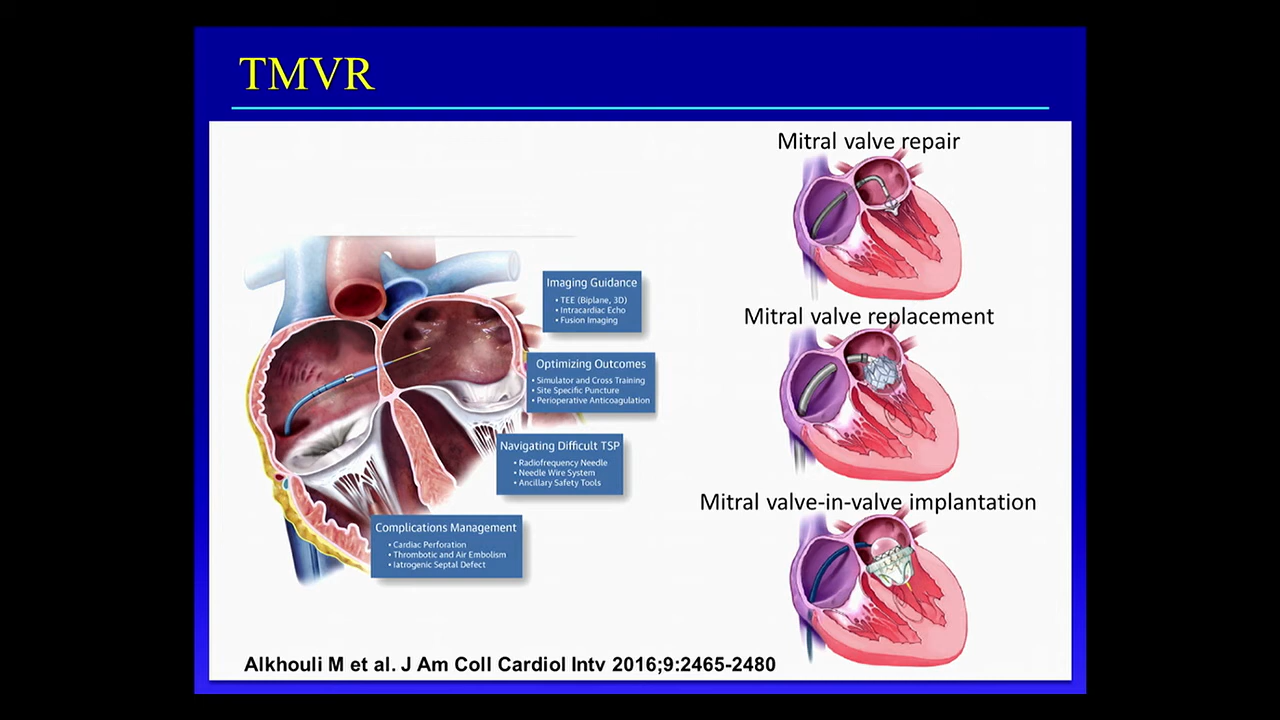 TMVR
Imaging Guidance
• TEE (Biplane, 3D)
• Intracardiac Echo
• Fusion Imaging
Optimizing Outcomes
• Simulator and Cross Training
• Site Specific Puncture
• Perioperative Anticoagulation
Navigating Difficult TSP
• Radiofrequency Needle
• Needle Wire System
• Ancillary Safety Tools
Complications Management
• Cardiac Perforation
• Thrombotic and Air Embolism
• Iatrogenic Septal Defect
Mitral valve repair
Mitral valve replacement
Mitral valve-in-valve implantation
Alkhouli M et al. J Am Coll Cardiol Intv 2016;9:2465-2480